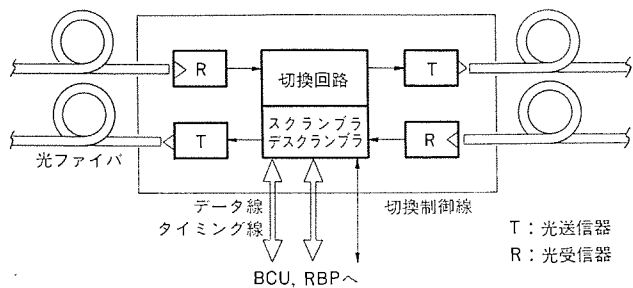 R
切換回路
T
スクランブラ
デスクランブラ
T
R
光ファイバ
データ線
タイミング線
切換制御線
T：光送信器
R：光受信器
BCU, RBPへ